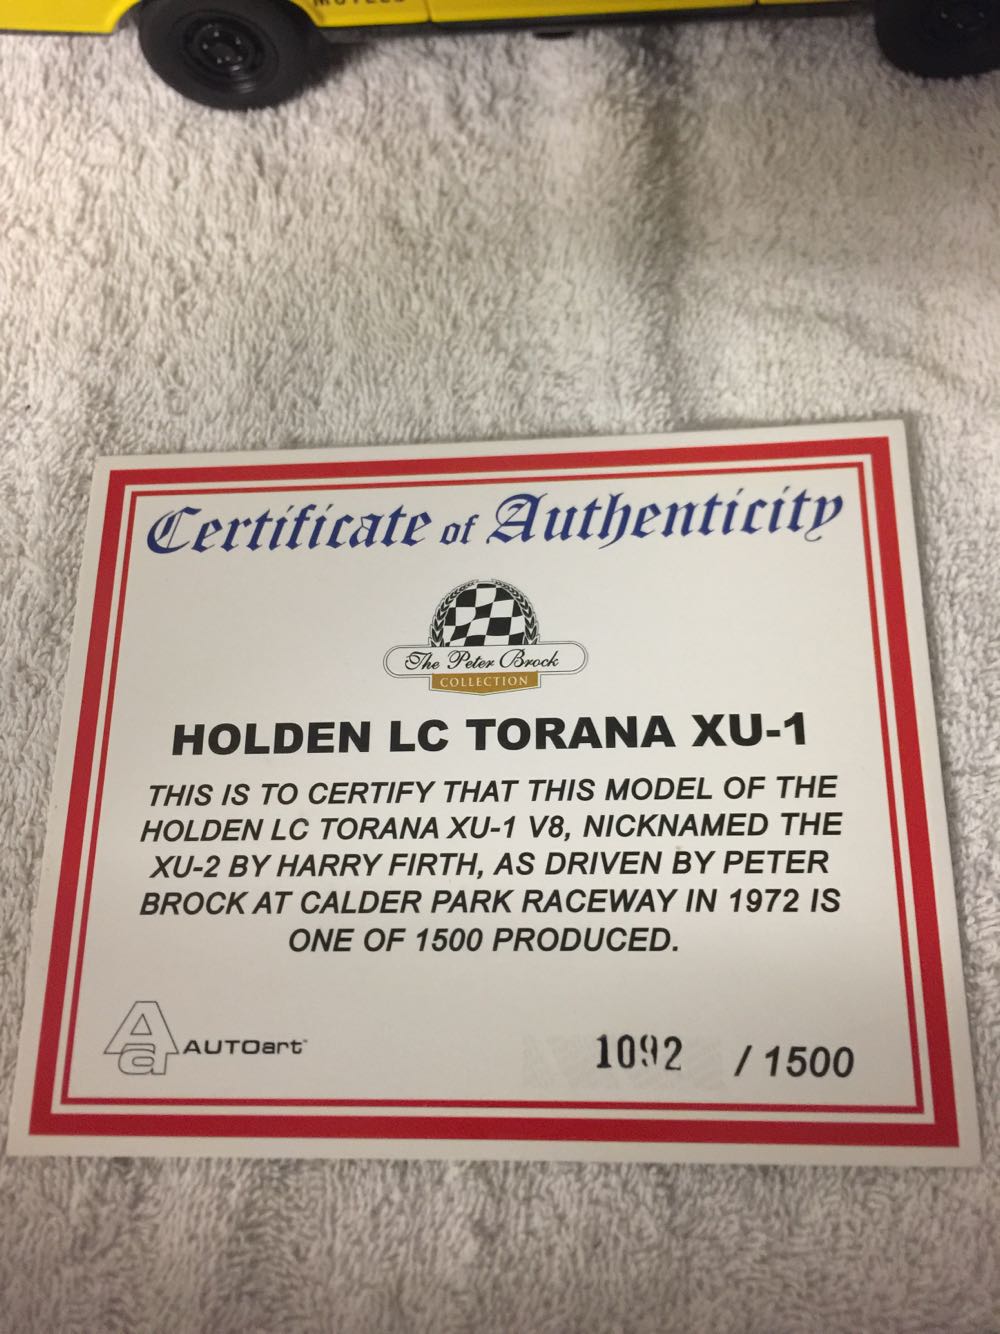 Certificate of Authenticity
The Peter Brock
COLLECTION
HOLDEN LC TORANA XU-1
THIS IS TO CERTIFY THAT THIS MODEL OF THE
HOLDEN LC TORANA XU-1 V8, NICKNAMED THE
XU-2 BY HARRY FIRTH, AS DRIVEN BY PETER
BROCK AT CALDER PARK RACEWAY IN 1972 IS
ONE OF 1500 PRODUCED.
Aa AUTOart
1092 / 1500